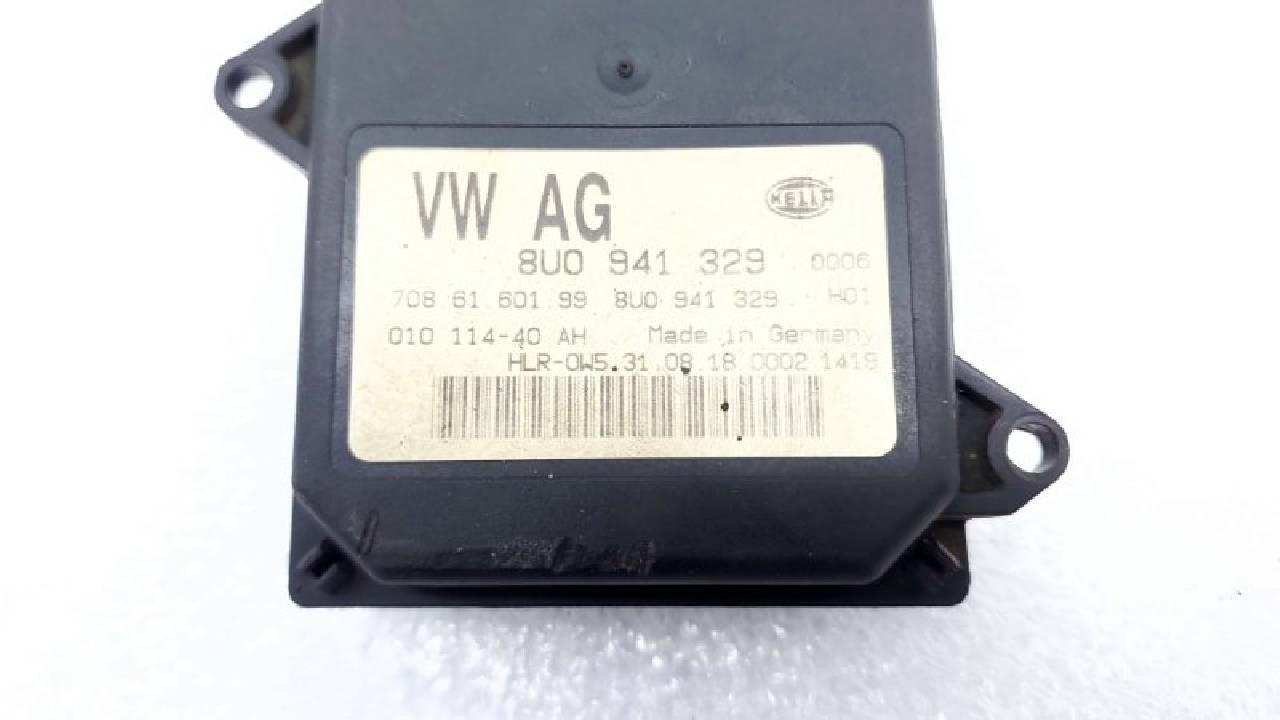 VW AG
HELLA
8U0 941 329 0006
708 61 601 99 8U0 941 329 H01
010 114-40 AH Made in Germany
HLR-0W5.31.08.18 0002 1419